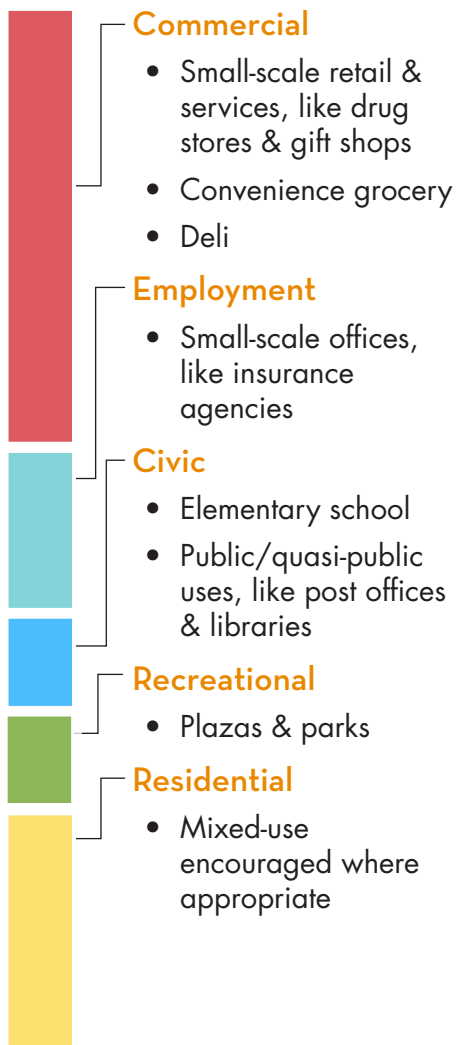 Commercial
• Small-scale retail &
services, like drug
stores & gift shops
• Convenience grocery
• Deli
Employment
• Small-scale offices,
like insurance
agencies
Civic
• Elementary school
• Public/quasi-public
uses, like post offices
& libraries
Recreational
• Plazas & parks
Residential
• Mixed-use
encouraged where
appropriate